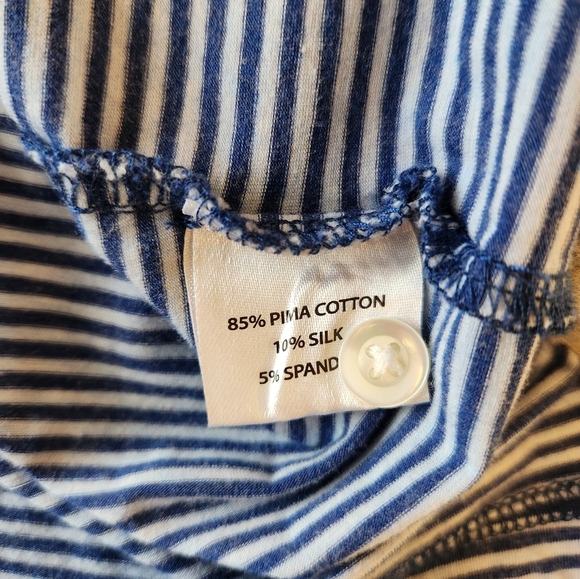 85% PIMA COTTON
10% SILK
5% SPAND